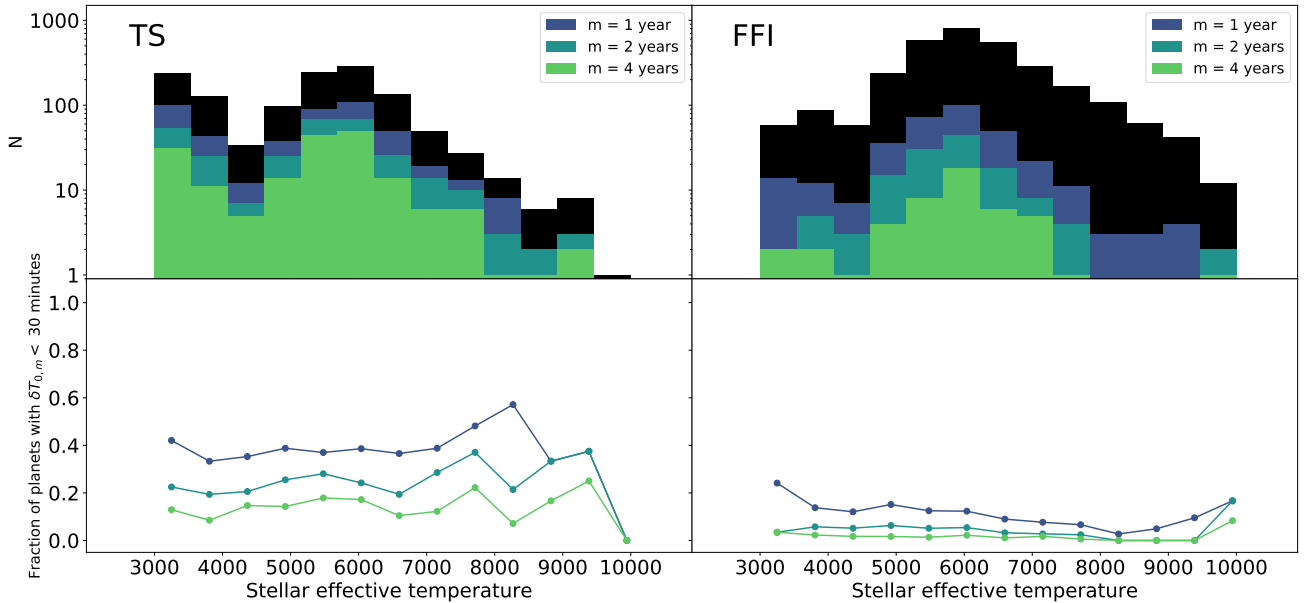 TS
m = 1 year
m = 2 years
m = 4 years
FFI
m = 1 year
m = 2 years
m = 4 years
1000
100
10
1
N
1.0
0.8
0.6
0.4
0.2
0.0
Fraction of planets with δT0,m < 30 minutes
3000 4000 5000 6000 7000 8000 9000 10000
3000 4000 5000 6000 7000 8000 9000 10000
Stellar effective temperature
Stellar effective temperature